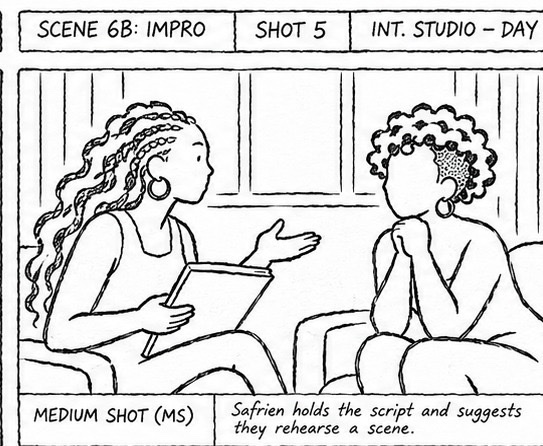 SCENE 6B: IMPRO
SHOT 5
INT. STUDIO – DAY
MEDIUM SHOT (MS)
Safrien holds the script and suggests
they rehearse a scene.